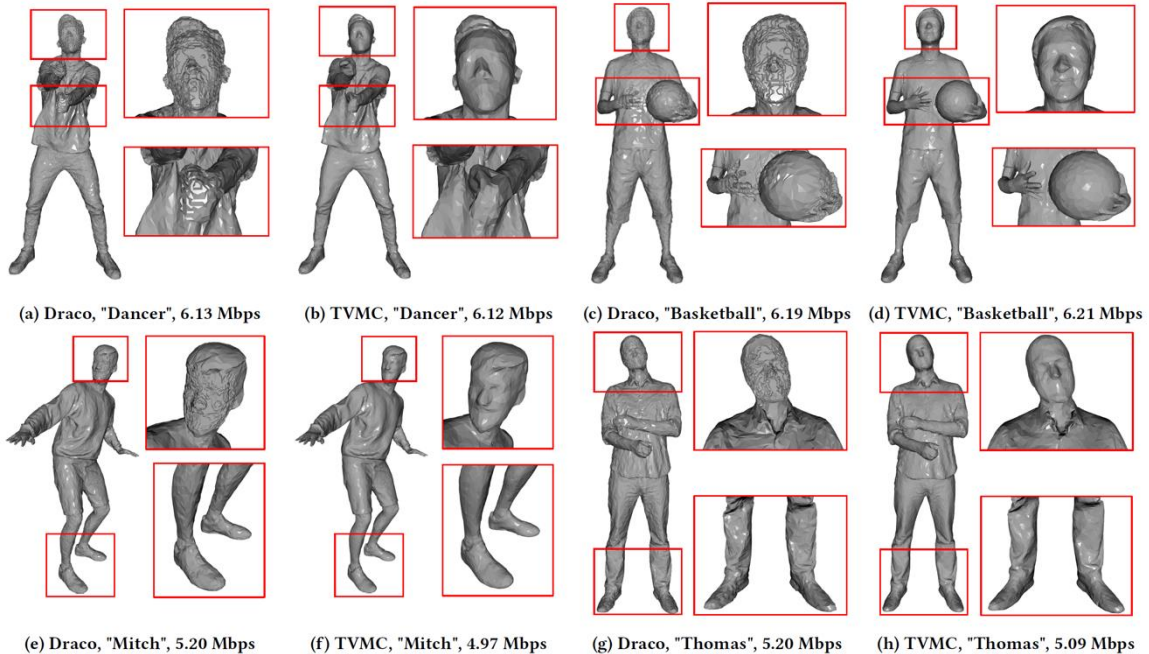 (a) Draco, "Dancer", 6.13 Mbps
(b) TVMC, "Dancer", 6.12 Mbps
(c) Draco, "Basketball", 6.19 Mbps
(d) TVMC, "Basketball", 6.21 Mbps
(e) Draco, "Mitch", 5.20 Mbps
(f) TVMC, "Mitch", 4.97 Mbps
(g) Draco, "Thomas", 5.20 Mbps
(h) TVMC, "Thomas", 5.09 Mbps